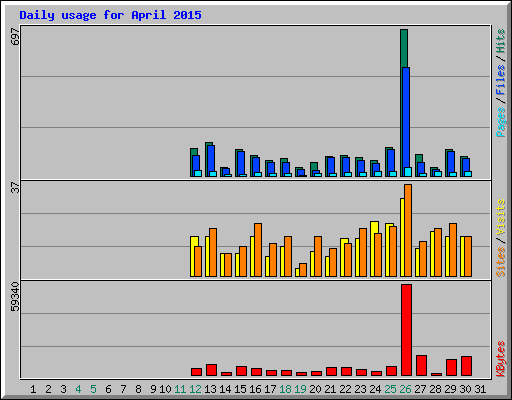 Daily usage for April 2015
697
Pages / Files / Hits
37
Sites / Visits
59340
KBytes
1 2 3 4 5 6 7 8 9 10 11 12 13 14 15 16 17 18 19 20 21 22 23 24 25 26 27 28 29 30 31